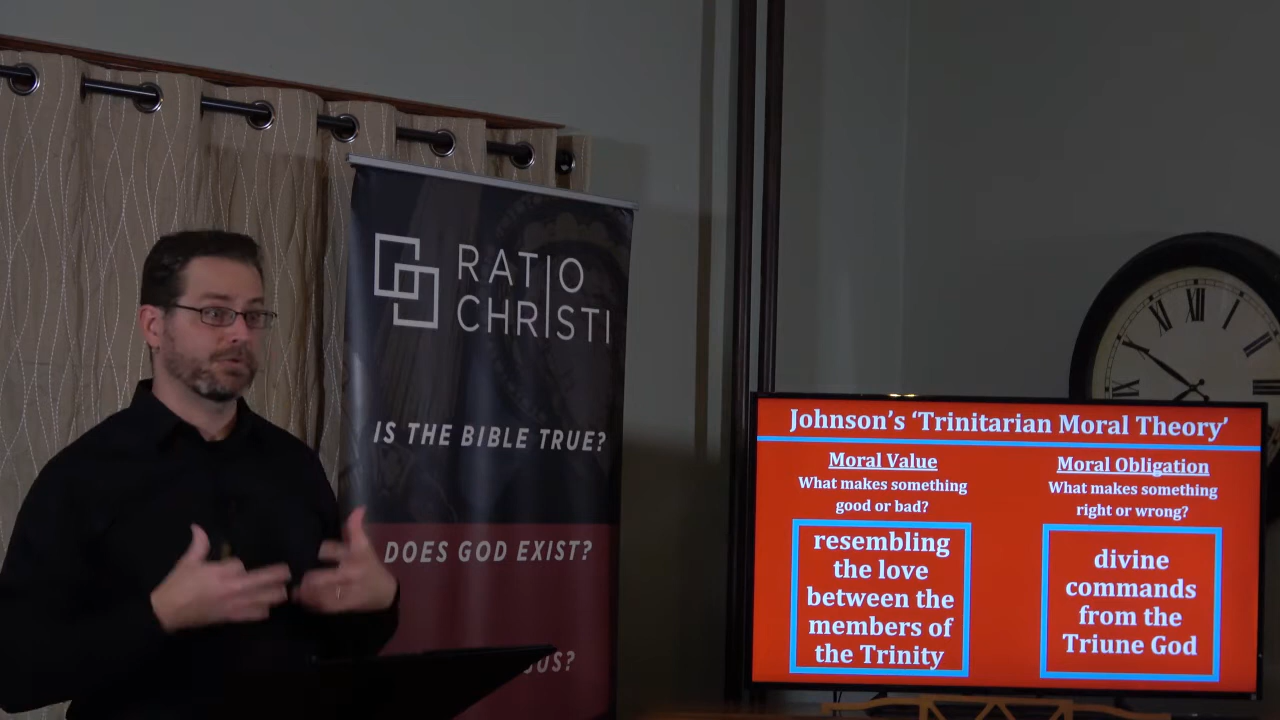 RATIO
CHRISTI
IS THE BIBLE TRUE?
DOES GOD EXIST?
Johnson's 'Trinitarian Moral Theory'
Moral Value
What makes something
good or bad?
resembling
the love
between the
members of
the Trinity
Moral Obligation
What makes something
right or wrong?
divine
commands
from the
Triune God
XII
I